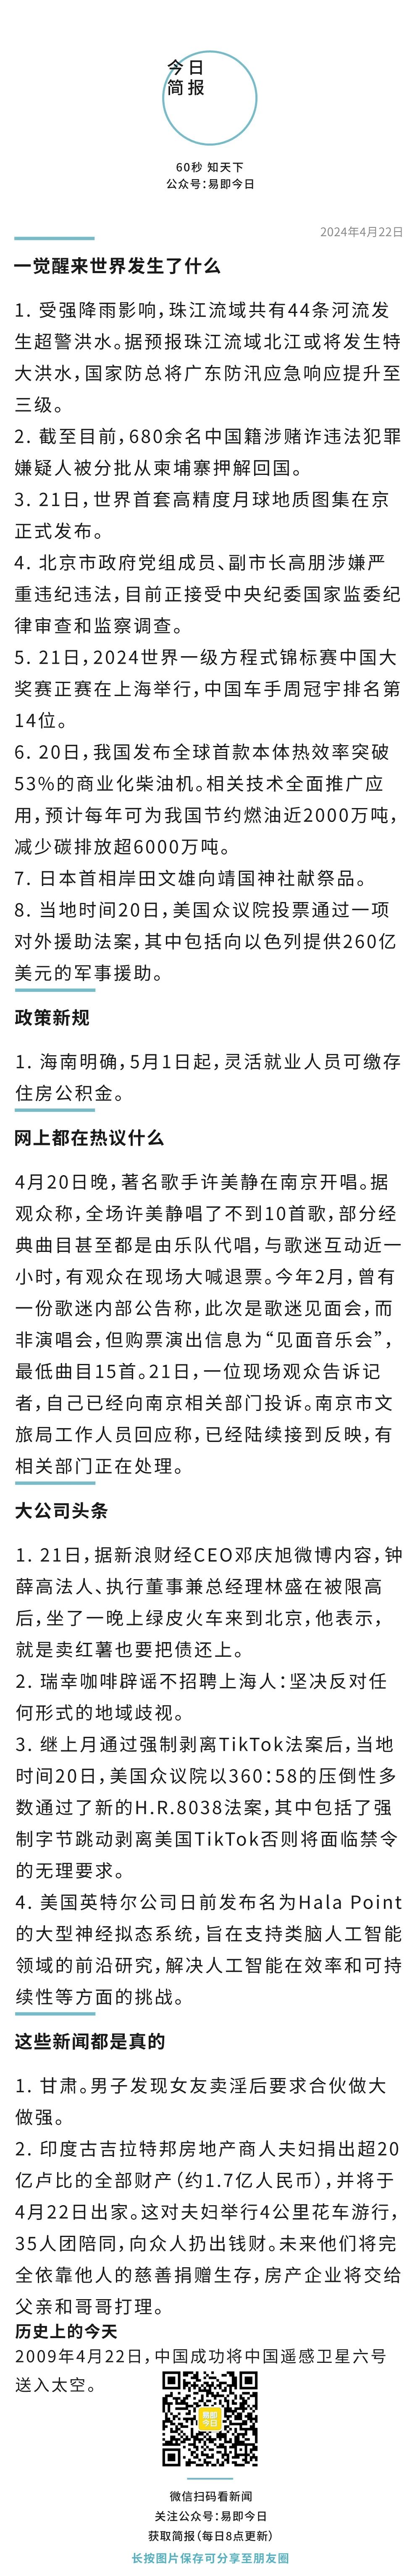 今日
简报
60秒 知天下
公众号：易即今日
2024年4月22日
一觉醒来世界发生了什么
1. 受强降雨影响，珠江流域共有44条河流发
生超警洪水。据预报珠江流域北江或将发生特
大洪水，国家防总将广东防汛应急响应提升至
三级。
2. 截至目前，680余名中国籍涉赌诈违法犯罪
嫌疑人被分批从柬埔寨押解回国。
3. 21日，世界首套高精度月球地质图集在京
正式发布。
4. 北京市政府党组成员、副市长高朋涉嫌严
重违纪违法，目前正接受中央纪委国家监委纪
律审查和监察调查。
5. 21日，2024世界一级方程式锦标赛中国大
奖赛正赛在上海举行，中国车手周冠宇排名第
14位。
6. 20日，我国发布全球首款本体热效率突破
53%的商业化柴油机。相关技术全面推广应
用，预计每年可为我国节约燃油近2000万吨，
减少碳排放超6000万吨。
7. 日本首相岸田文雄向靖国神社献祭品。
8. 当地时间20日，美国众议院投票通过一项
对外援助法案，其中包括向以色列提供260亿
美元的军事援助。
政策新规
1. 海南明确，5月1日起，灵活就业人员可缴存
住房公积金。
网上都在热议什么
4月20日晚，著名歌手许美静在南京开唱。据
观众称，全场许美静唱了不到10首歌，部分经
典曲目甚至都是由乐队代唱，与歌迷互动近一
小时，有观众在现场大喊退票。今年2月，曾有
一份歌迷内部公告称，此次是歌迷见面会，而
非演唱会，但购票演出信息为“见面音乐会”，
最低曲目15首。21日，一位现场观众告诉记
者，自己已经向南京相关部门投诉。南京市文
旅局工作人员回应称，已经陆续接到反映，有
相关部门正在处理。
大公司头条
1. 21日，据新浪财经CEO邓庆旭微博内容，钟
薛高法人、执行董事兼总经理林盛在被限高
后，坐了一晚上绿皮火车来到北京，他表示，
就是卖红薯也要把债还上。
2. 瑞幸咖啡辟谣不招聘上海人：坚决反对任
何形式的地域歧视。
3. 继上月通过强制剥离TikTok法案后，当地
时间20日，美国众议院以360：58的压倒性多
数通过了新的H.R.8038法案，其中包括了强
制字节跳动剥离美国TikTok否则将面临禁令
的无理要求。
4. 美国英特尔公司日前发布名为Hala Point
的大型神经拟态系统，旨在支持类脑人工智能
领域的前沿研究，解决人工智能在效率和可持
续性等方面的挑战。
这些新闻都是真的
1. 甘肃。男子发现女友卖淫后要求合伙做大
做强。
2. 印度古吉拉特邦房地产商人夫妇捐出超20
亿卢比的全部财产（约1.7亿人民币），并将于
4月22日出家。这对夫妇举行4公里花车游行，
35人团陪同，向众人扔出钱财。未来他们将完
全依靠他人的慈善捐赠生存，房产企业将交给
父亲和哥哥打理。
历史上的今天
2009年4月22日，中国成功将中国遥感卫星六号
送入太空。
易即
今日
微信扫码看新闻
关注公众号：易即今日
获取简报（每日8点更新）
长按图片保存可分享至朋友圈